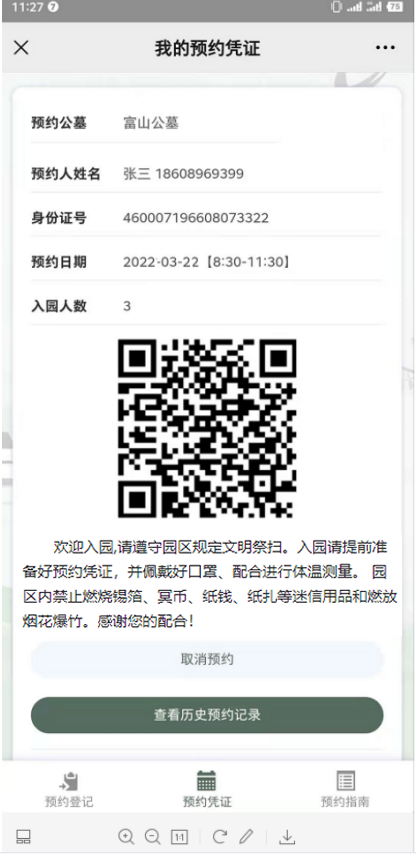 11:27
75
我的预约凭证
预约公墓 富山公墓
预约人姓名 张三 18608969399
身份证号 460007196608073322
预约日期 2022-03-22【8:30-11:30】
入园人数 3
欢迎入园,请遵守园区规定文明祭扫。入园请提前准
备好预约凭证，并佩戴好口罩、配合进行体温测量。 园
区内禁止燃烧锡箔、冥币、纸钱、纸扎等迷信用品和燃放
烟花爆竹。感谢您的配合！
取消预约
查看历史预约记录
预约登记 预约凭证 预约指南
1:1